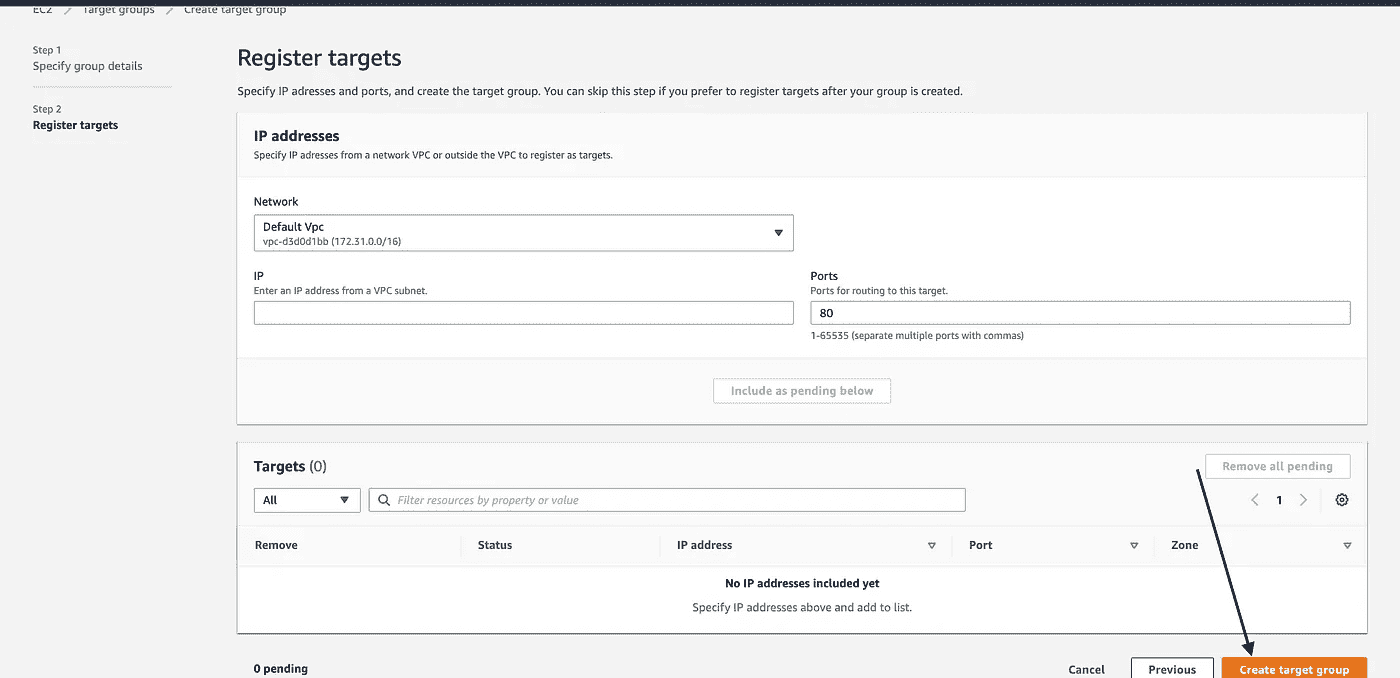 EC2 / Target groups / Create target group
Step 1
Specify group details
Step 2
Register targets
Register targets
Specify IP adresses and ports, and create the target group. You can skip this step if you prefer to register targets after your group is created.
IP addresses
Specify IP adresses from a network VPC or outside the VPC to register as targets.
Network
Default Vpc
vpc-d3d0d1bb (172.31.0.0/16)
IP
Enter an IP address from a VPC subnet.
Ports
Ports for routing to this target.
80
1-65535 (separate multiple ports with commas)
Include as pending below
Targets (0)
Remove all pending
All
Filter resources by property or value
1
Remove Status IP address Port Zone
No IP addresses included yet
Specify IP addresses above and add to list.
0 pending
Cancel Previous Create target group